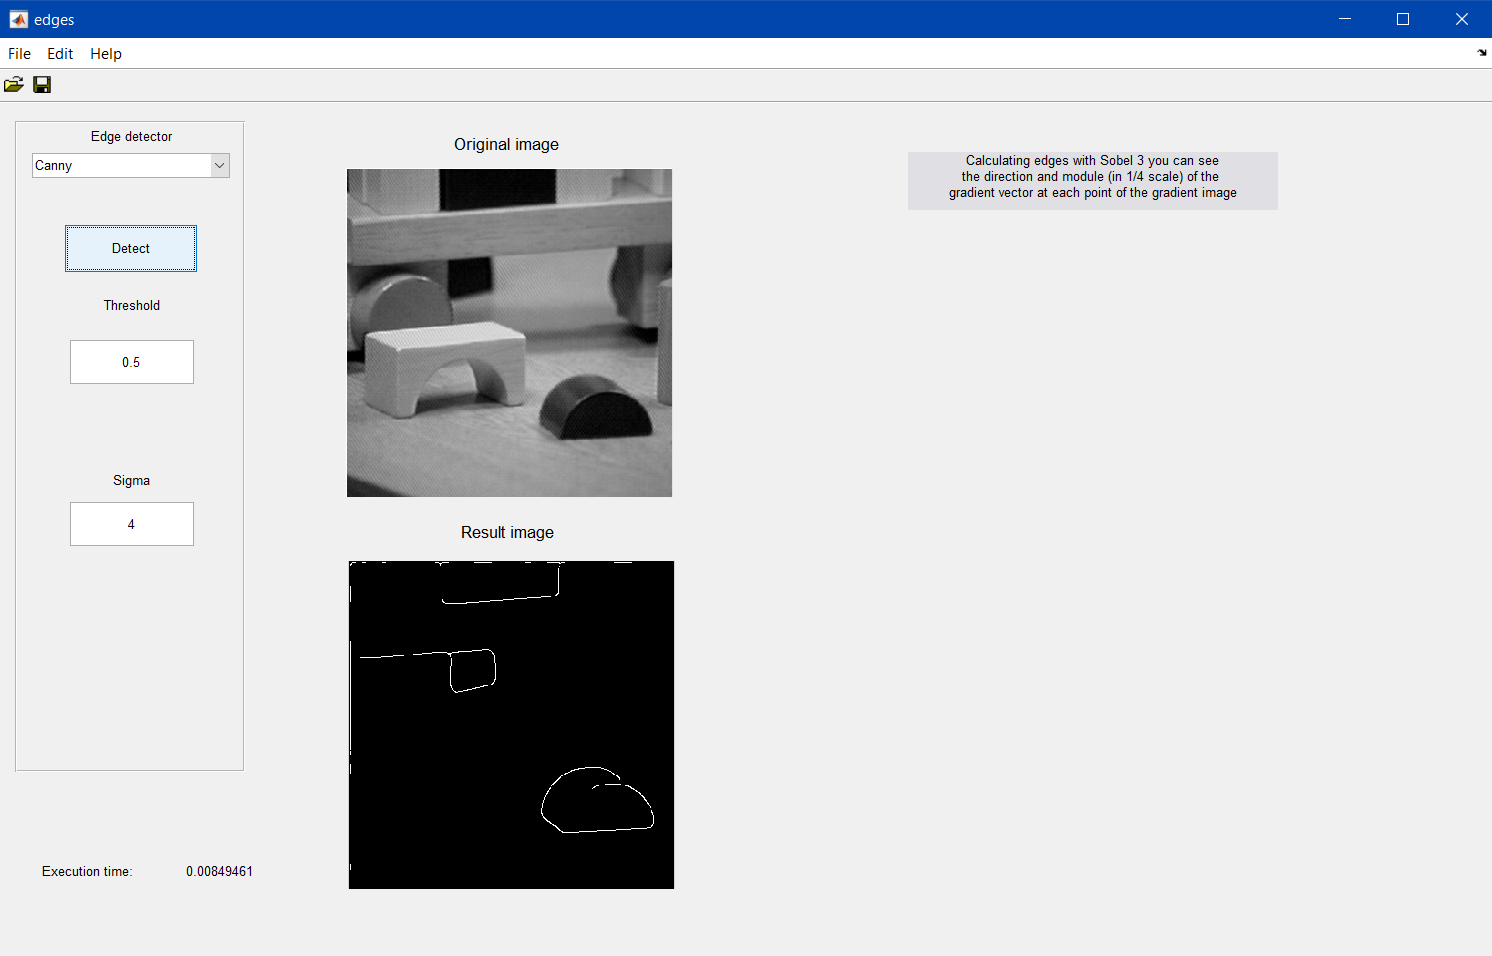 edges
File Edit Help
Edge detector
Canny
Detect
Threshold
0.5
Sigma
4
Execution time: 0.00849461
Original image
Result image
Calculating edges with Sobel 3 you can see
the direction and module (in 1/4 scale) of the
gradient vector at each point of the gradient image